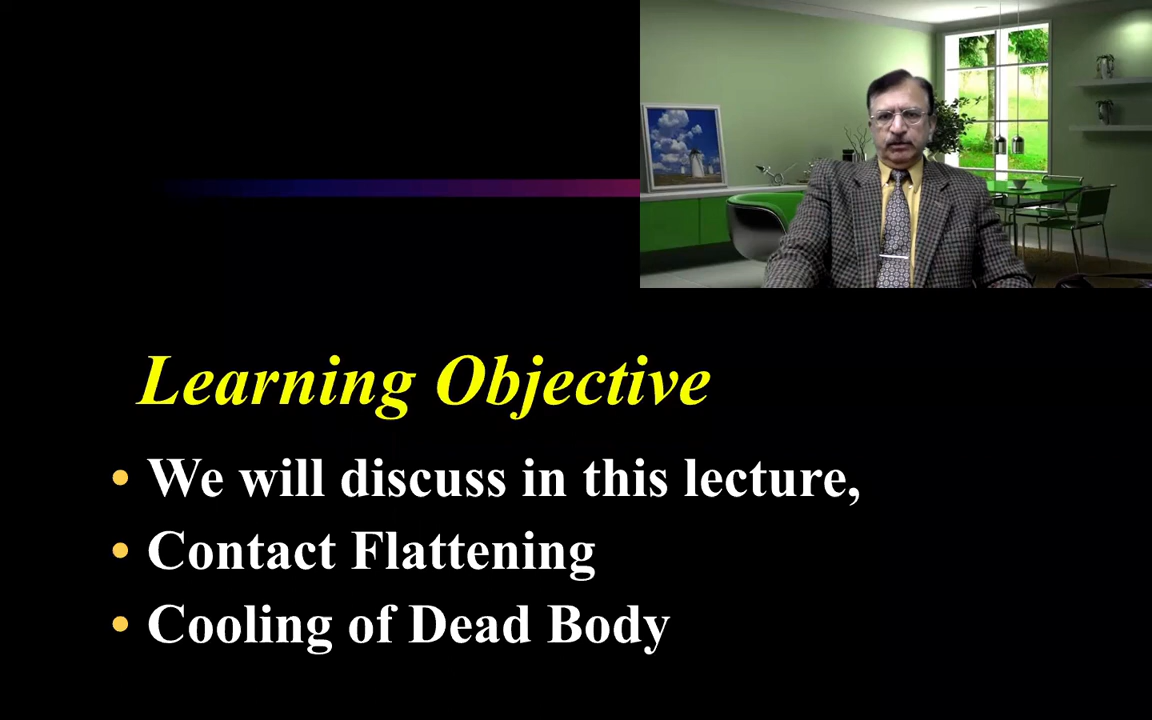 Learning Objective
• We will discuss in this lecture,
• Contact Flattening
• Cooling of Dead Body